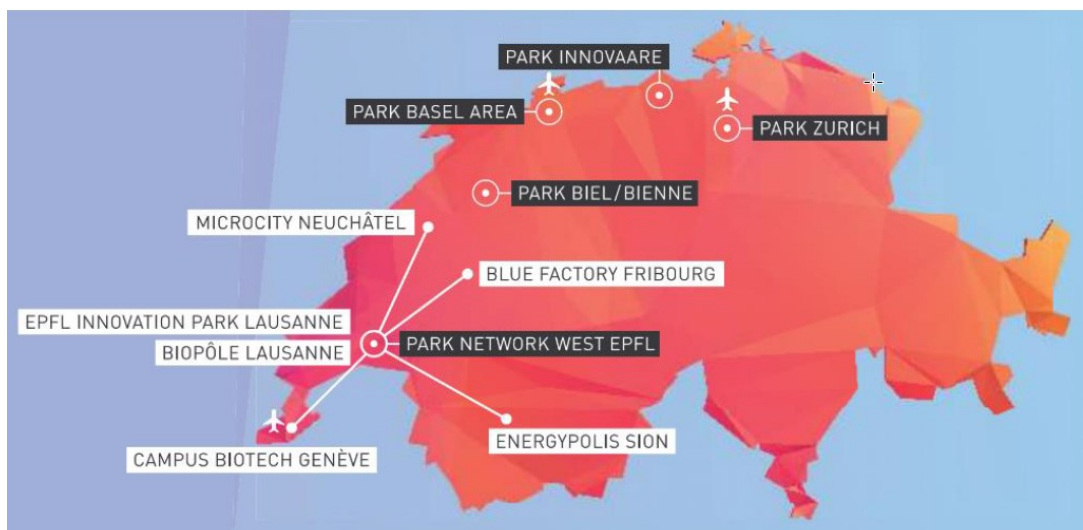 PARK INNOVAARE
PARK BASEL AREA
PARK ZURICH
PARK BIEL/BIENNE
MICROCITY NEUCHÂTEL
BLUE FACTORY FRIBOURG
EPFL INNOVATION PARK LAUSANNE
BIOPÔLE LAUSANNE
PARK NETWORK WEST EPFL
ENERGYPOLIS SION
CAMPUS BIOTECH GENÈVE